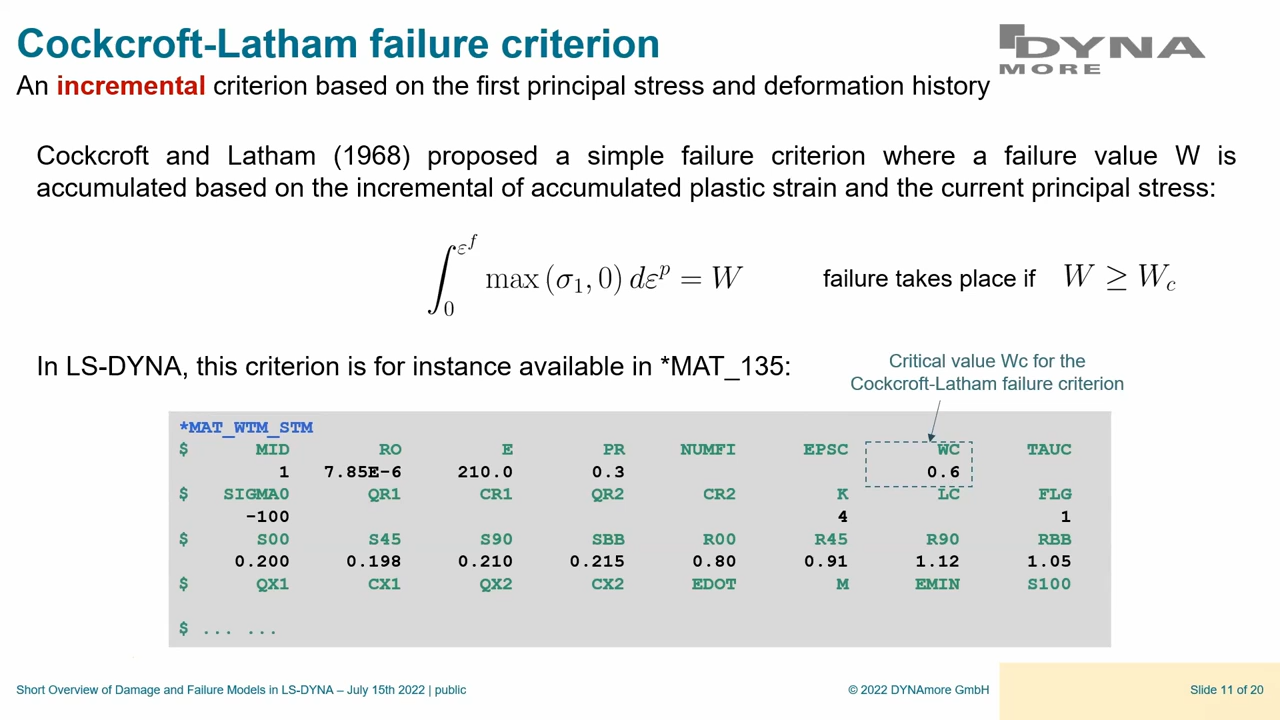 Cockcroft-Latham failure criterion
DYNA
MORE
An incremental criterion based on the first principal stress and deformation history
Cockcroft and Latham (1968) proposed a simple failure criterion where a failure value W is
accumulated based on the incremental of accumulated plastic strain and the current principal stress:
∫₀^{ε^f} max (σ₁, 0) dε^p = W failure takes place if W ≥ W_c
In LS-DYNA, this criterion is for instance available in *MAT_135:
Critical value Wc for the
Cockcroft-Latham failure criterion
*MAT_WTM_STM
$ MID RO E PR NUMFI EPSC WC TAUC
1 7.85E-6 210.0 0.3 0.6
$ SIGMA0 QR1 CR1 QR2 CR2 K LC FLG
-100 4 1
$ S00 S45 S90 SBB R00 R45 R90 RBB
0.200 0.198 0.210 0.215 0.80 0.91 1.12 1.05
$ QX1 CX1 QX2 CX2 EDOT M EMIN S100
$ ... ...
Short Overview of Damage and Failure Models in LS-DYNA – July 15th 2022 | public
© 2022 DYNAmore GmbH
Slide 11 of 20